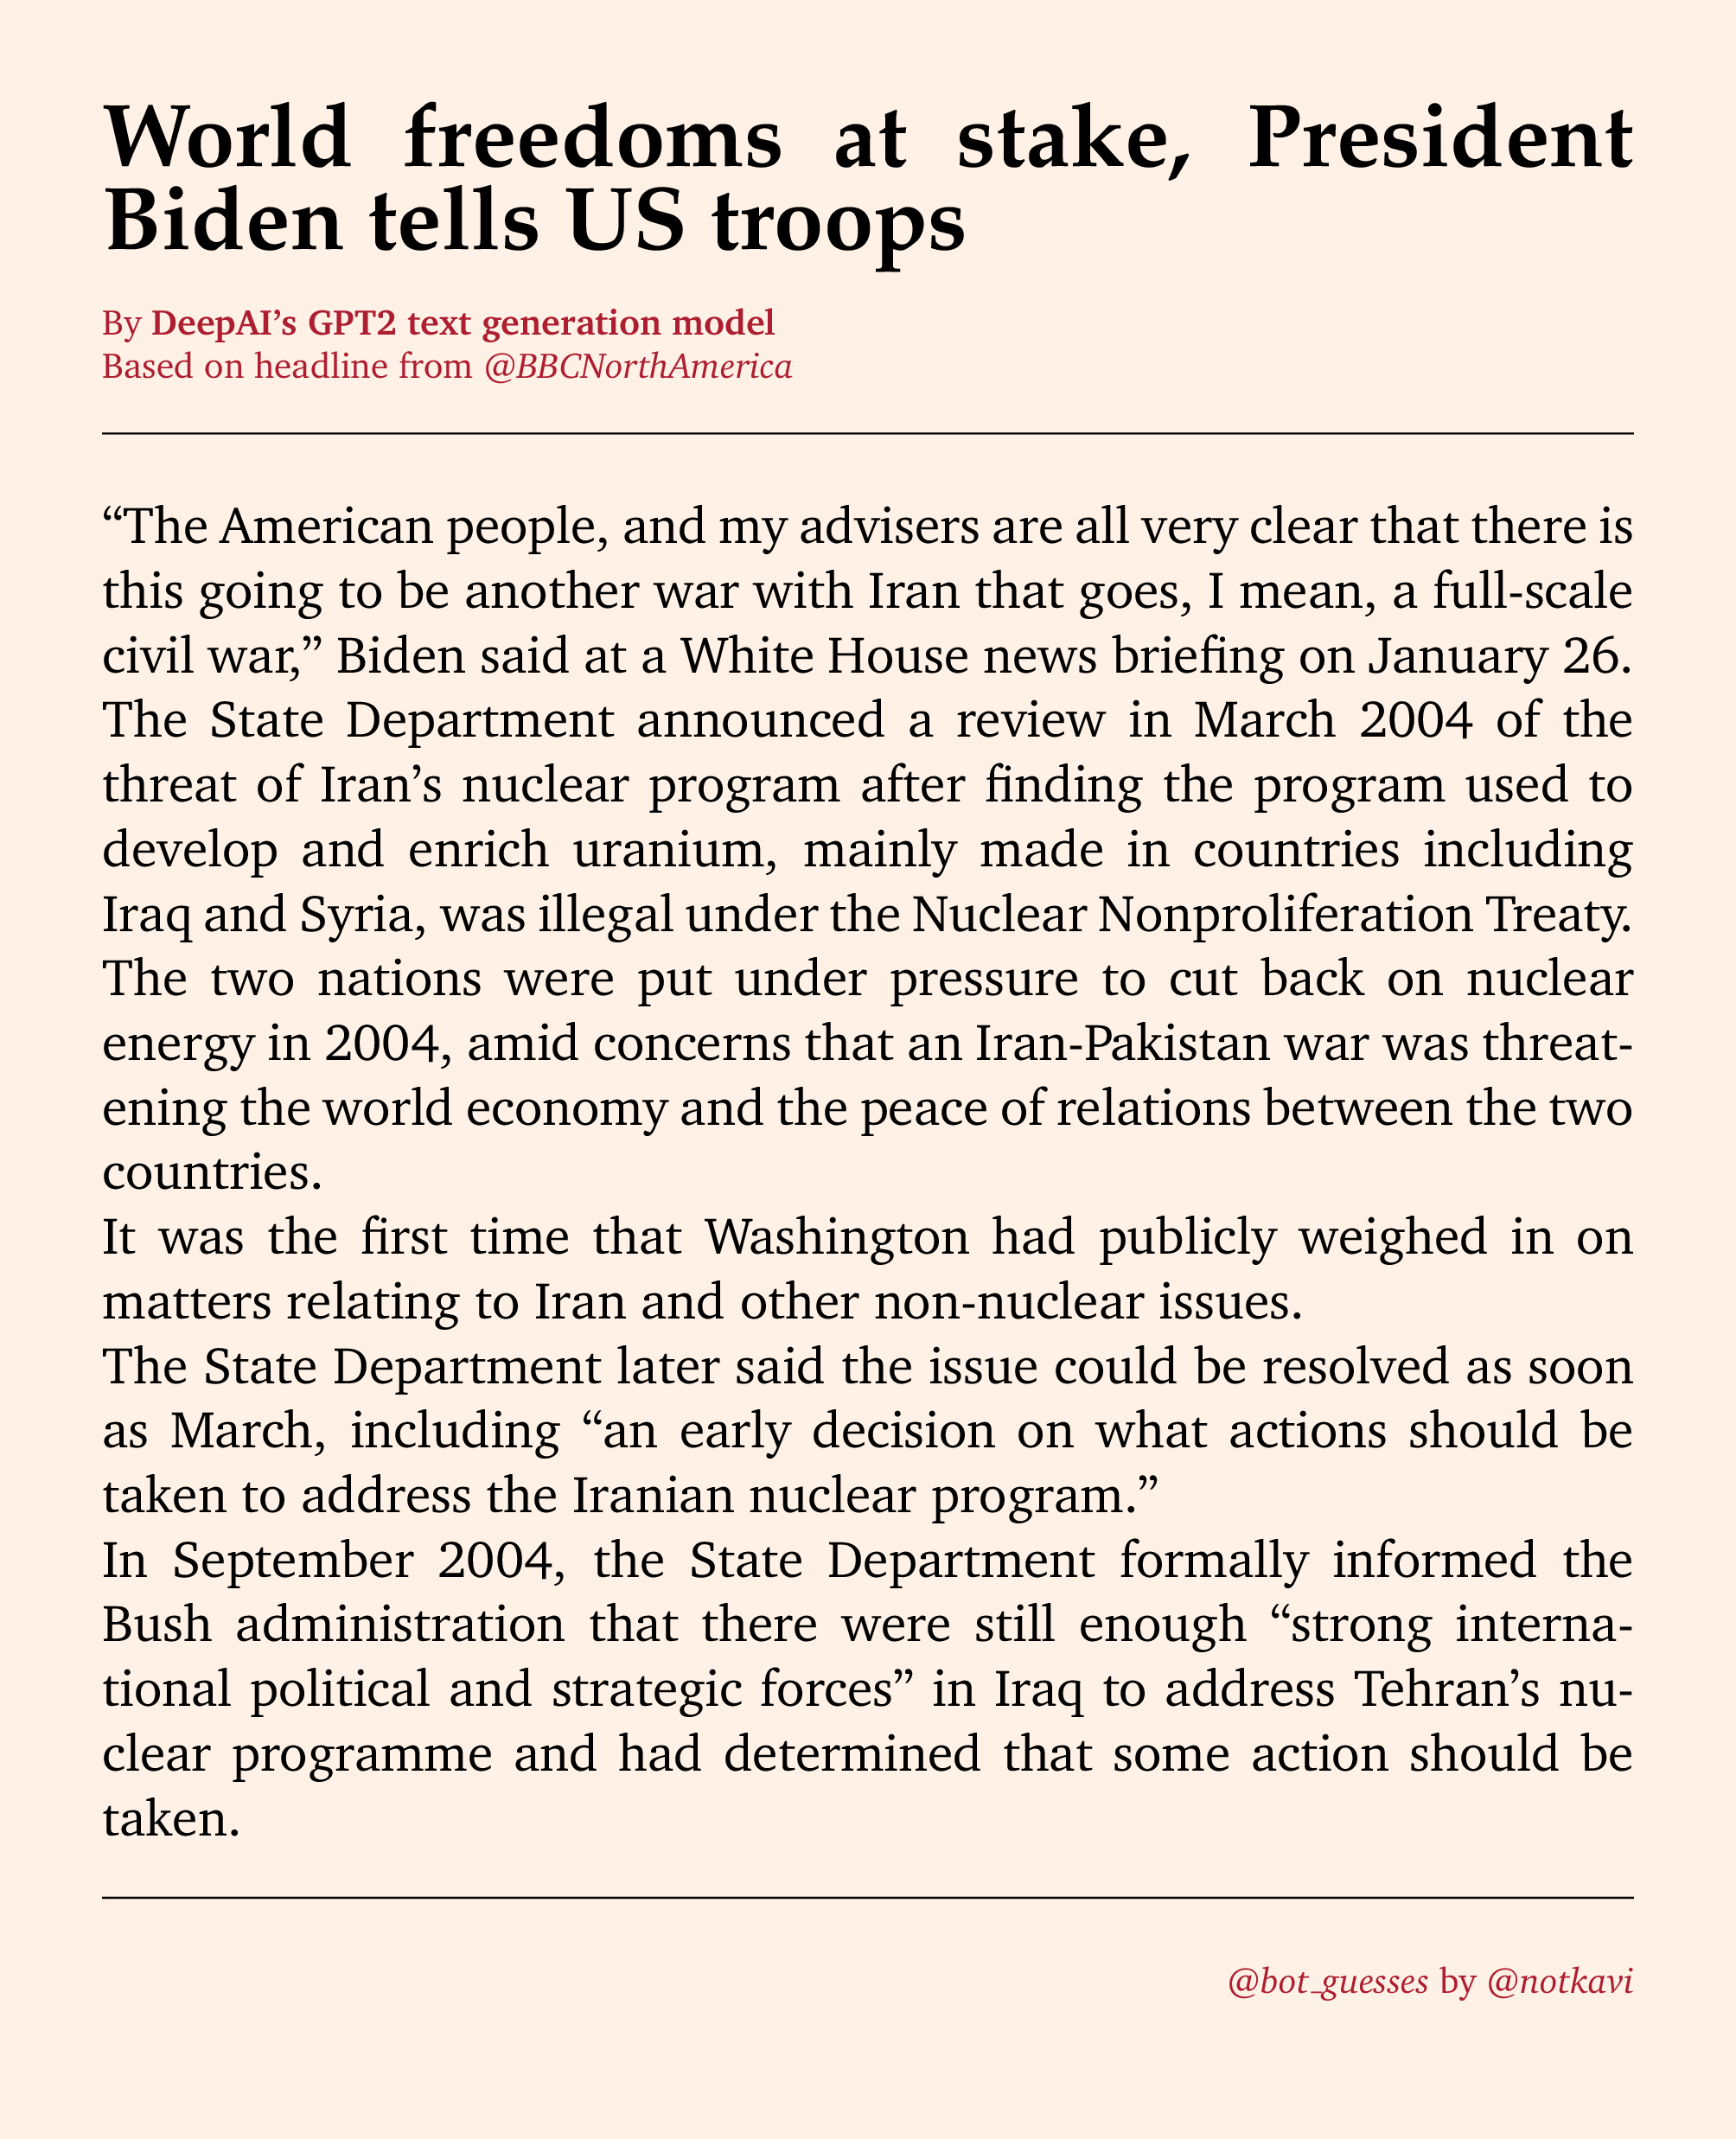 World freedoms at stake, President
Biden tells US troops
By DeepAI’s GPT2 text generation model
Based on headline from @BBCNorthAmerica
“The American people, and my advisers are all very clear that there is
this going to be another war with Iran that goes, I mean, a full-scale
civil war,” Biden said at a White House news briefing on January 26.
The State Department announced a review in March 2004 of the
threat of Iran’s nuclear program after finding the program used to
develop and enrich uranium, mainly made in countries including
Iraq and Syria, was illegal under the Nuclear Nonproliferation Treaty.
The two nations were put under pressure to cut back on nuclear
energy in 2004, amid concerns that an Iran-Pakistan war was threat-
ening the world economy and the peace of relations between the two
countries.
It was the first time that Washington had publicly weighed in on
matters relating to Iran and other non-nuclear issues.
The State Department later said the issue could be resolved as soon
as March, including “an early decision on what actions should be
taken to address the Iranian nuclear program.”
In September 2004, the State Department formally informed the
Bush administration that there were still enough “strong interna-
tional political and strategic forces” in Iraq to address Tehran’s nu-
clear programme and had determined that some action should be
taken.
@bot_guesses by @notkavi